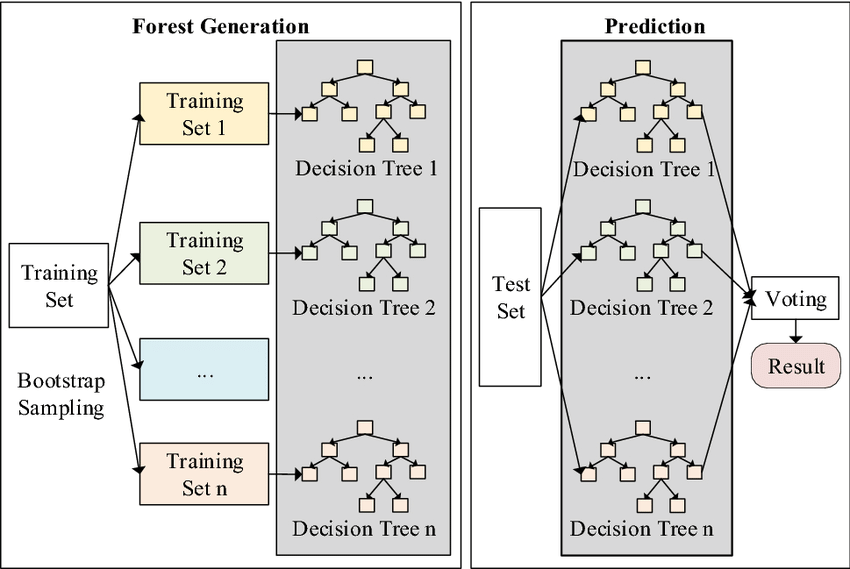 Forest Generation
Training
Set 1
Decision Tree 1
Training
Set 2
Decision Tree 2
Training
Set
Bootstrap
Sampling
...
...
Training
Set n
Decision Tree n
Prediction
Decision Tree 1
Test
Set
Decision Tree 2
...
Decision Tree n
Voting
Result